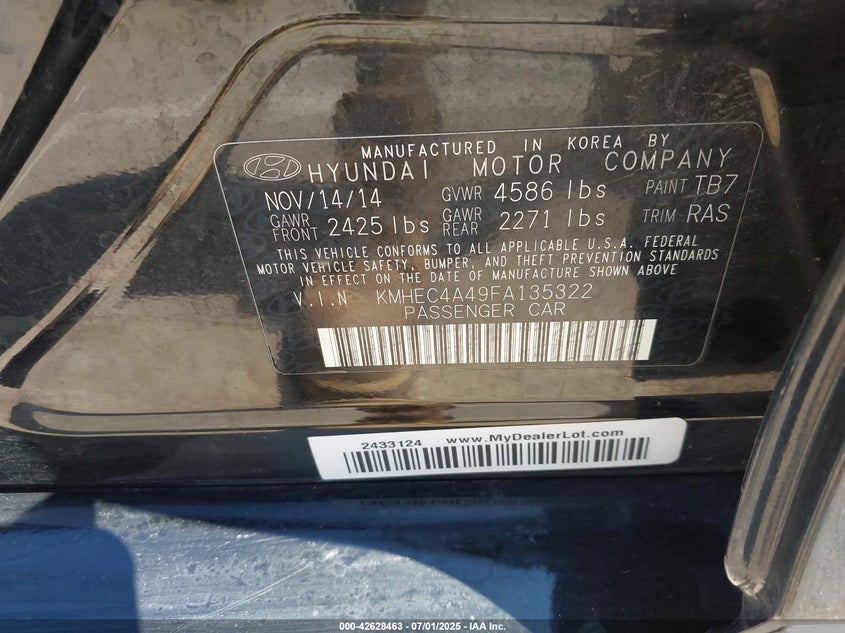 MANUFACTURED IN KOREA BY
HYUNDAI MOTOR COMPANY
NOV/14/14 GVWR 4586 lbs PAINT TB7
GAWR FRONT 2425 lbs GAWR REAR 2271 lbs TRIM RAS
THIS VEHICLE CONFORMS TO ALL APPLICABLE U.S.A. FEDERAL
MOTOR VEHICLE SAFETY, BUMPER, AND THEFT PREVENTION STANDARDS
IN EFFECT ON THE DATE OF MANUFACTURE SHOWN ABOVE
V.I.N KMHEC4A49FA135322
PASSENGER CAR
2433124 www.MyDealerLot.com
000-42628463 - 07/01/2025 - IAA Inc.